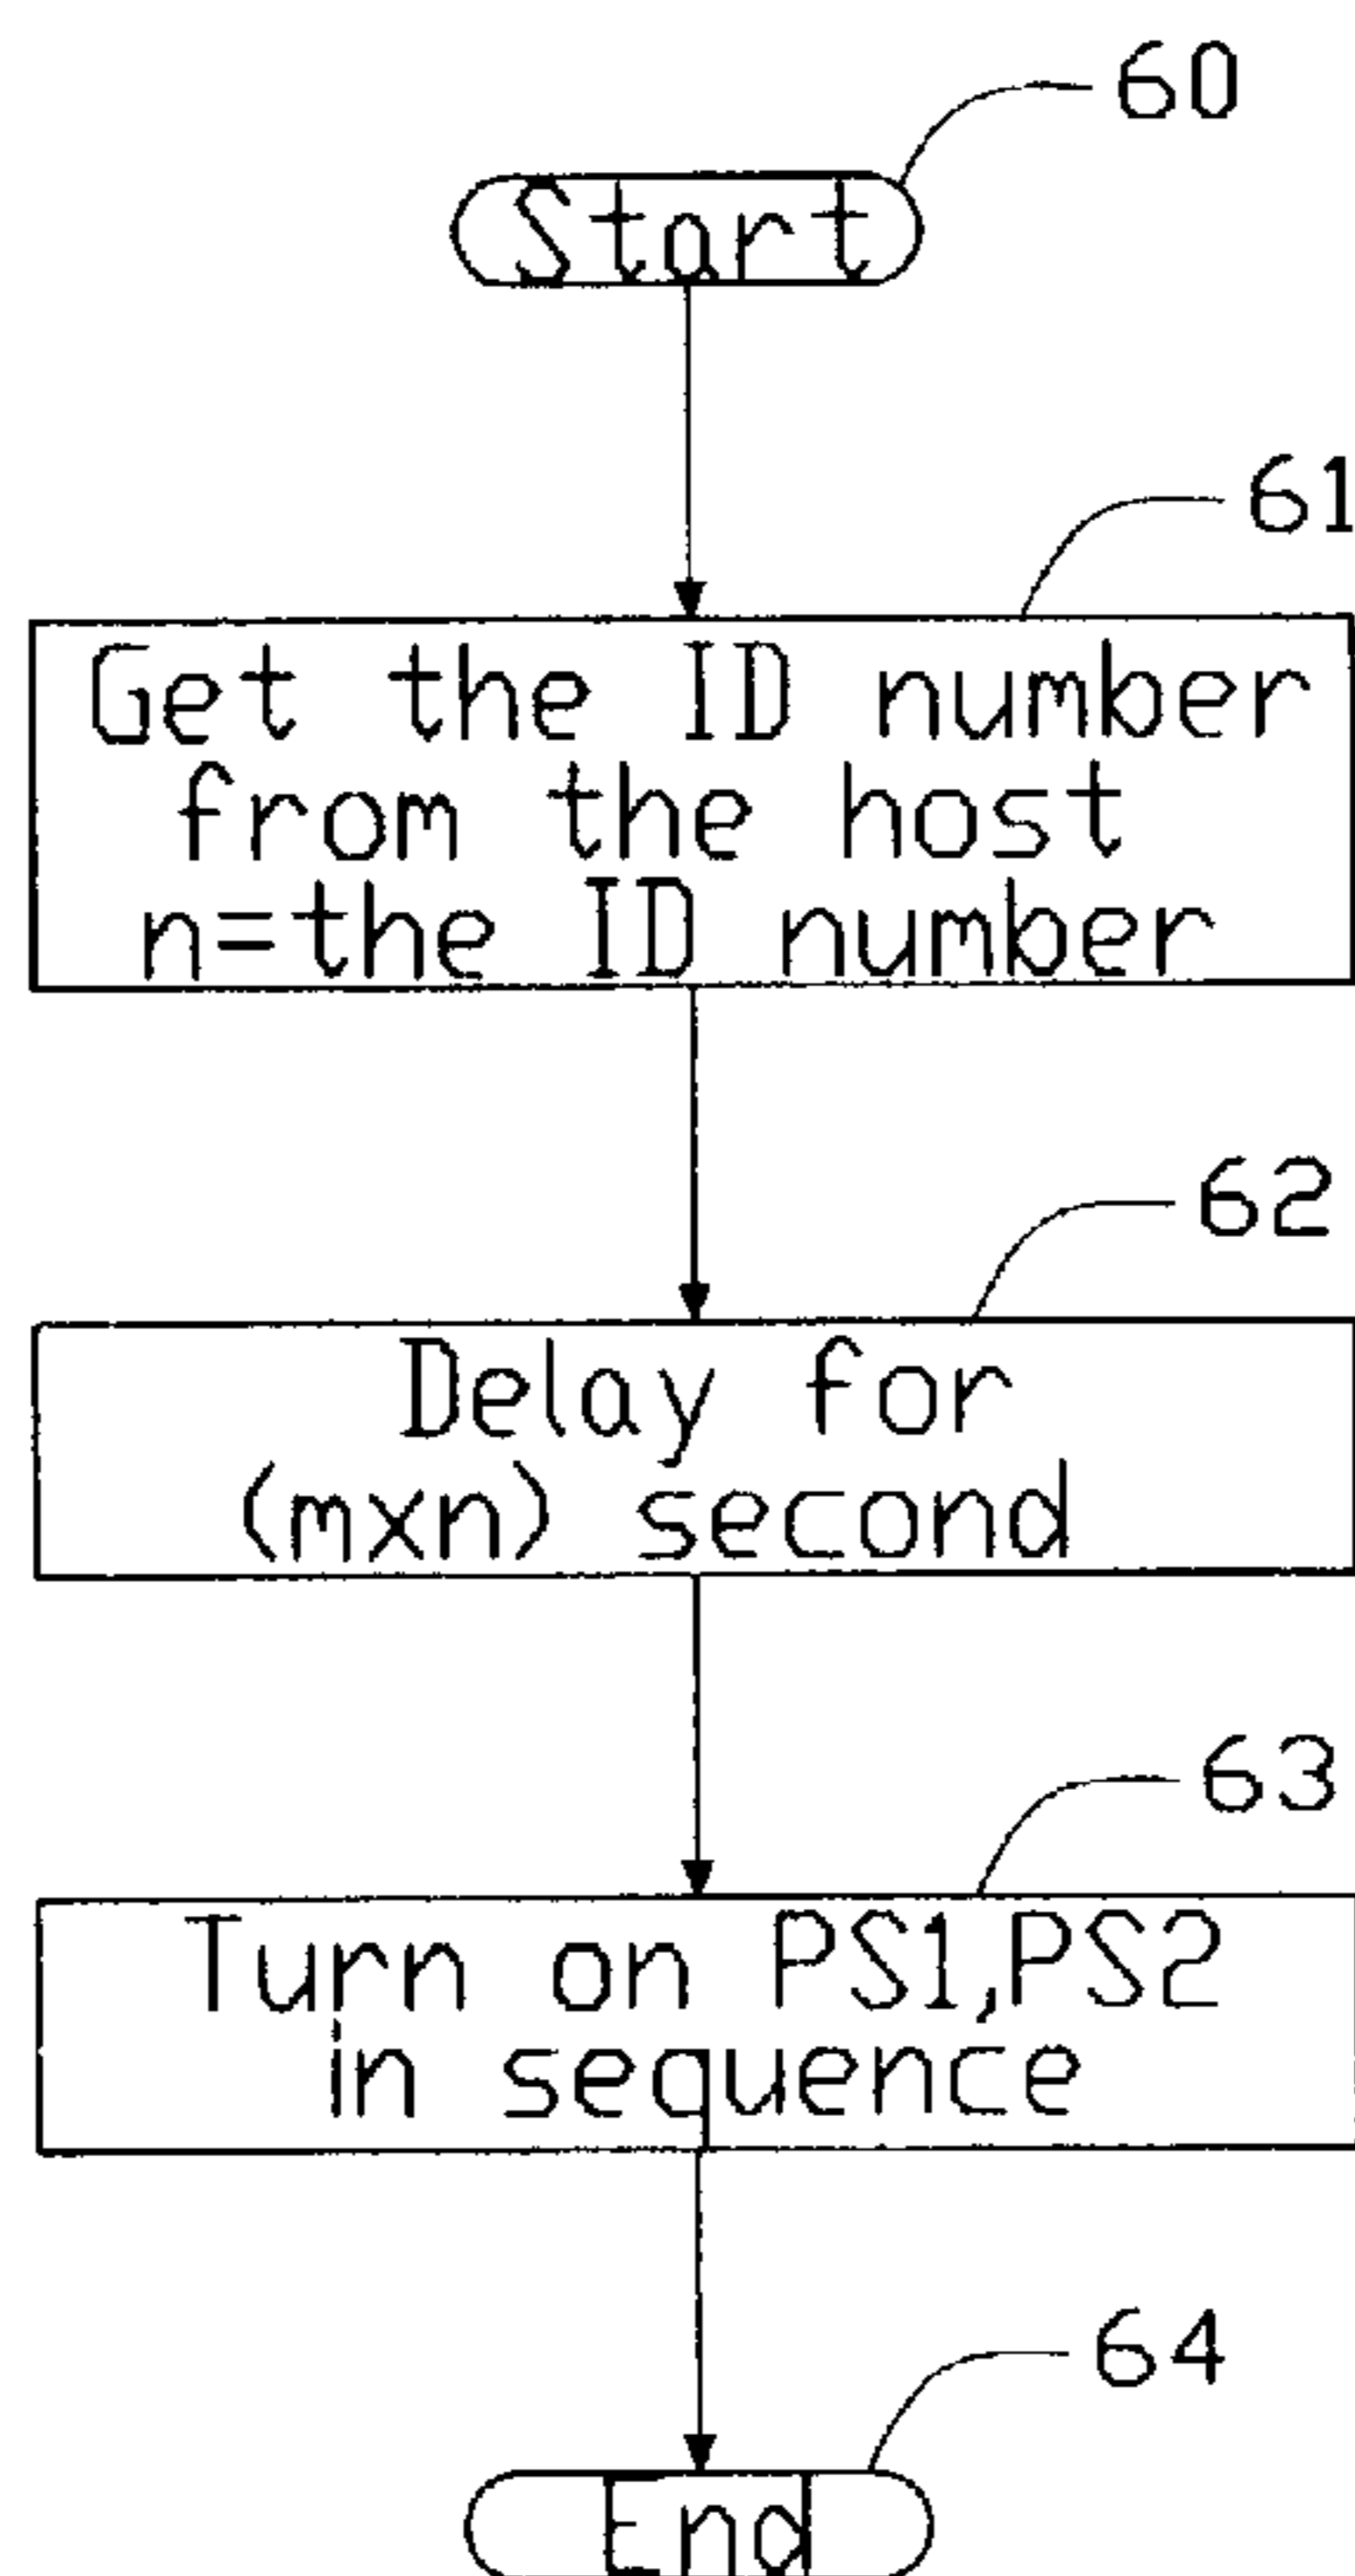 60
Start
61
Get the ID number
from the host
n=the ID number
62
Delay for
(mxn) second
63
Turn on PS1,PS2
in sequence
64
End